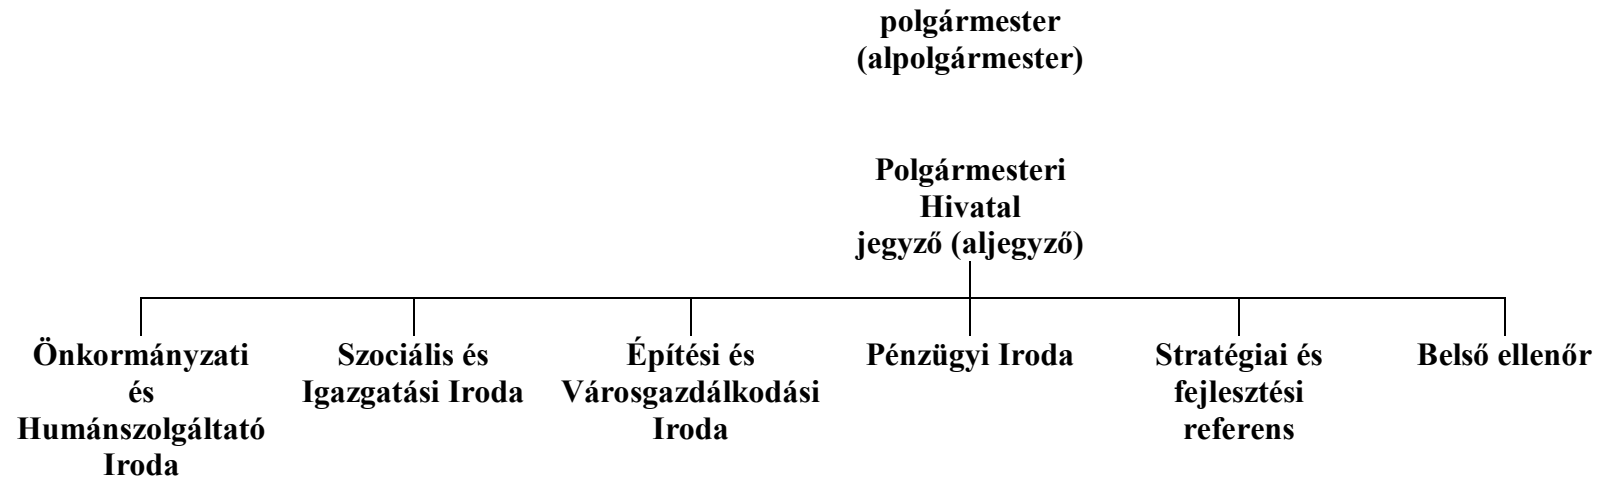 polgármester
(alpolgármester)
Polgármesteri
Hivatal
jegyző (aljegyző)
Önkormányzati
és
Humánszolgáltató
Iroda
Szociális és
Igazgatási Iroda
Építési és
Városgazdálkodási
Iroda
Pénzügyi Iroda
Stratégiai és
fejlesztési
referens
Belső ellenőr